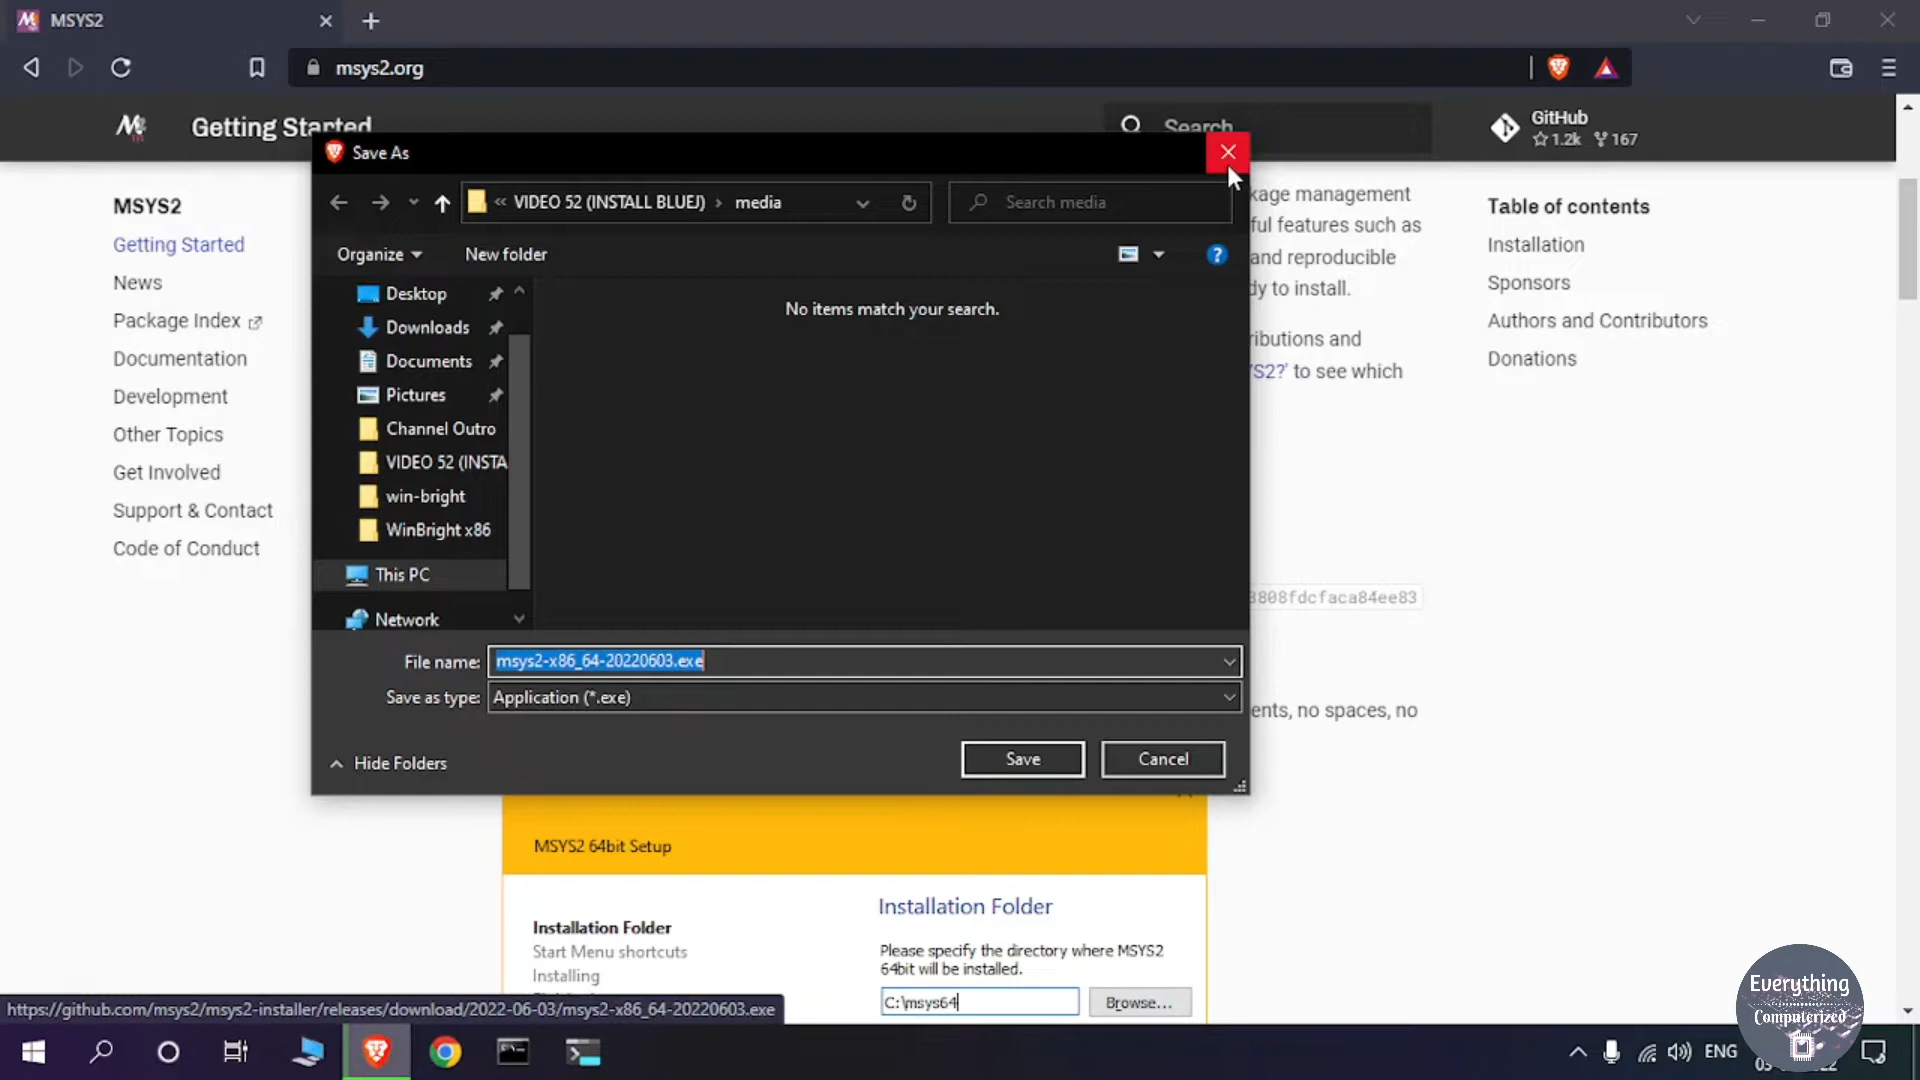 MSYS2
msys2.org
Getting Started
Search
GitHub
1.2k 167
Save As
VIDEO 52 (INSTALL BLUEJ) › media
Search media
Organize
New folder
Desktop
Downloads
Documents
Pictures
Channel Outro
VIDEO 52 (INSTA
win-bright
WinBright x86
This PC
Network
No items match your search.
File name: msys2-x86_64-20220603.exe
Save as type: Application (*.exe)
Hide Folders
Save
Cancel
MSYS2
Getting Started
News
Package Index
Documentation
Development
Other Topics
Get Involved
Support & Contact
Code of Conduct
kage management
ful features such as
and reproducible
dy to install.
ributions and
'S2?' to see which
808fdcfaca84ee83
ents, no spaces, no
Table of contents
Installation
Sponsors
Authors and Contributors
Donations
MSYS2 64bit Setup
Installation Folder
Start Menu shortcuts
Installing
Installation Folder
Please specify the directory where MSYS2
64bit will be installed.
C:\msys64
Browse...
https://github.com/msys2/msys2-installer/releases/download/2022-06-03/msys2-x86_64-20220603.exe
ENG
Everything
Computerized